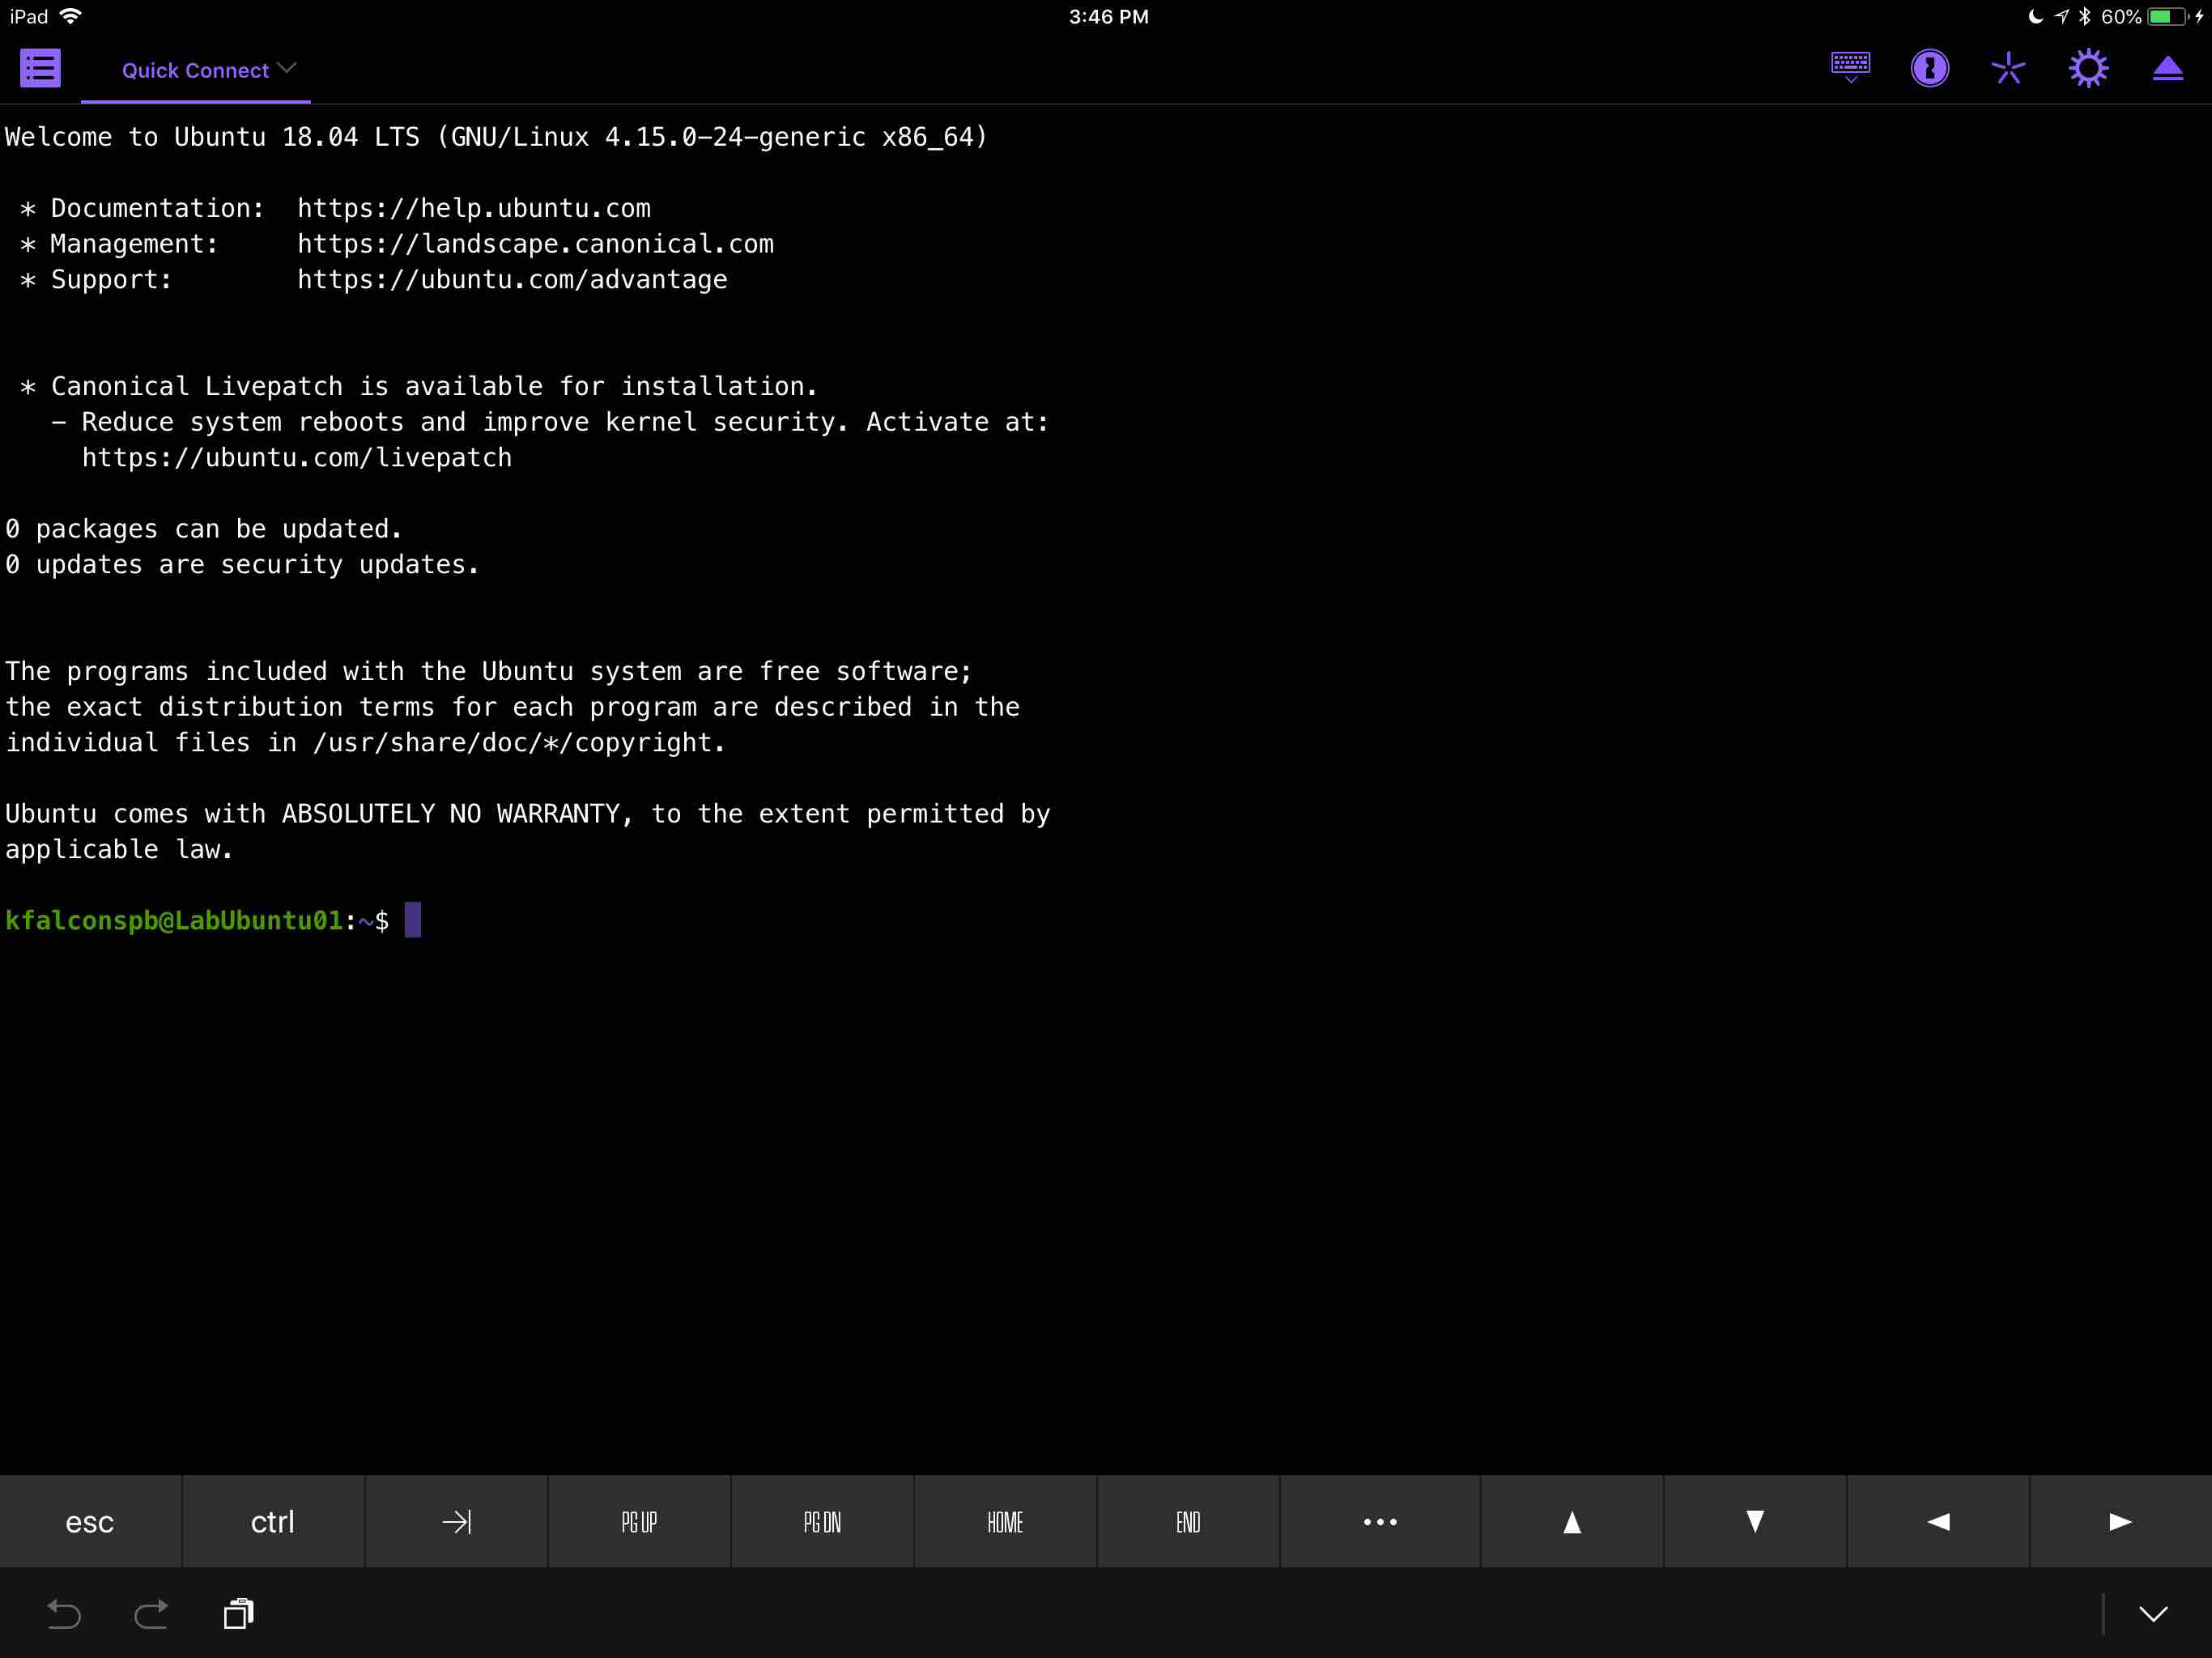 iPad 3:46 PM 60%
Quick Connect
Welcome to Ubuntu 18.04 LTS (GNU/Linux 4.15.0-24-generic x86_64)
* Documentation:  https://help.ubuntu.com
* Management:     https://landscape.canonical.com
* Support:        https://ubuntu.com/advantage
* Canonical Livepatch is available for installation.
- Reduce system reboots and improve kernel security. Activate at:
https://ubuntu.com/livepatch
0 packages can be updated.
0 updates are security updates.
The programs included with the Ubuntu system are free software;
the exact distribution terms for each program are described in the
individual files in /usr/share/doc/*/copyright.
Ubuntu comes with ABSOLUTELY NO WARRANTY, to the extent permitted by
applicable law.
kfalconspb@LabUbuntu01:~$
esc ctrl PG UP PG DN HOME END •••